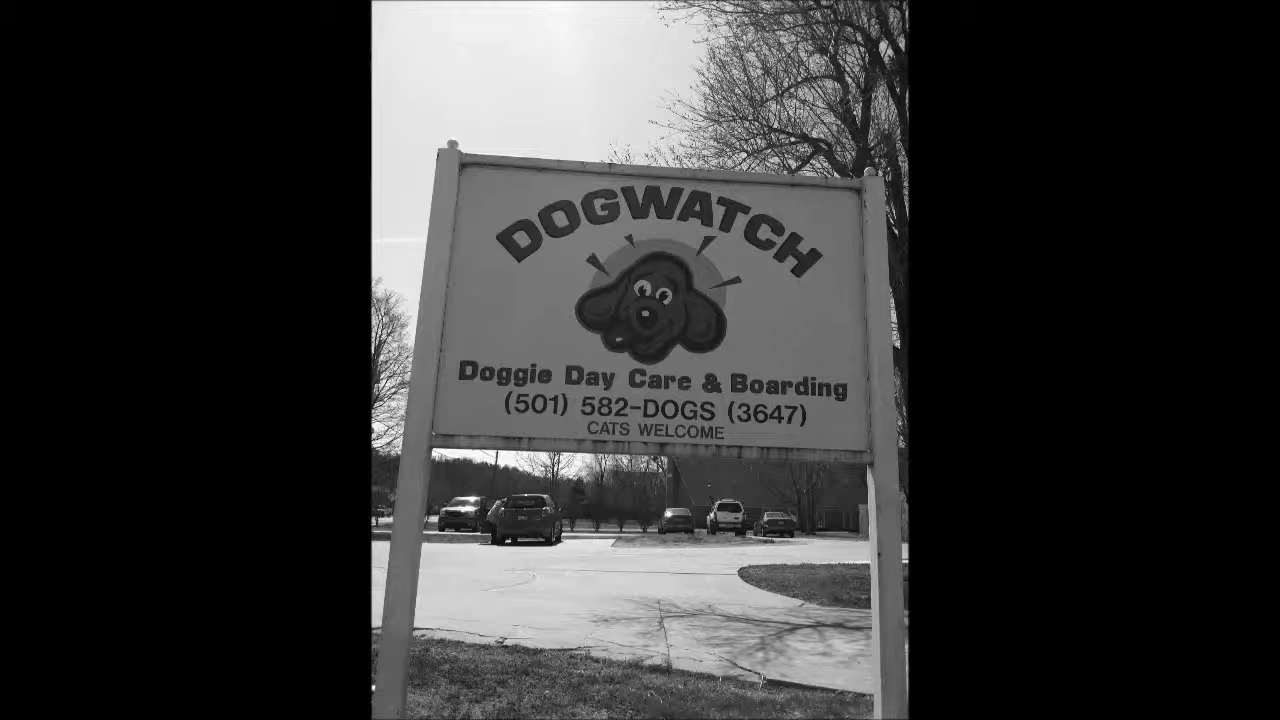 DOGWATCH
Doggie Day Care & Boarding
(501) 582-DOGS (3647)
CATS WELCOME